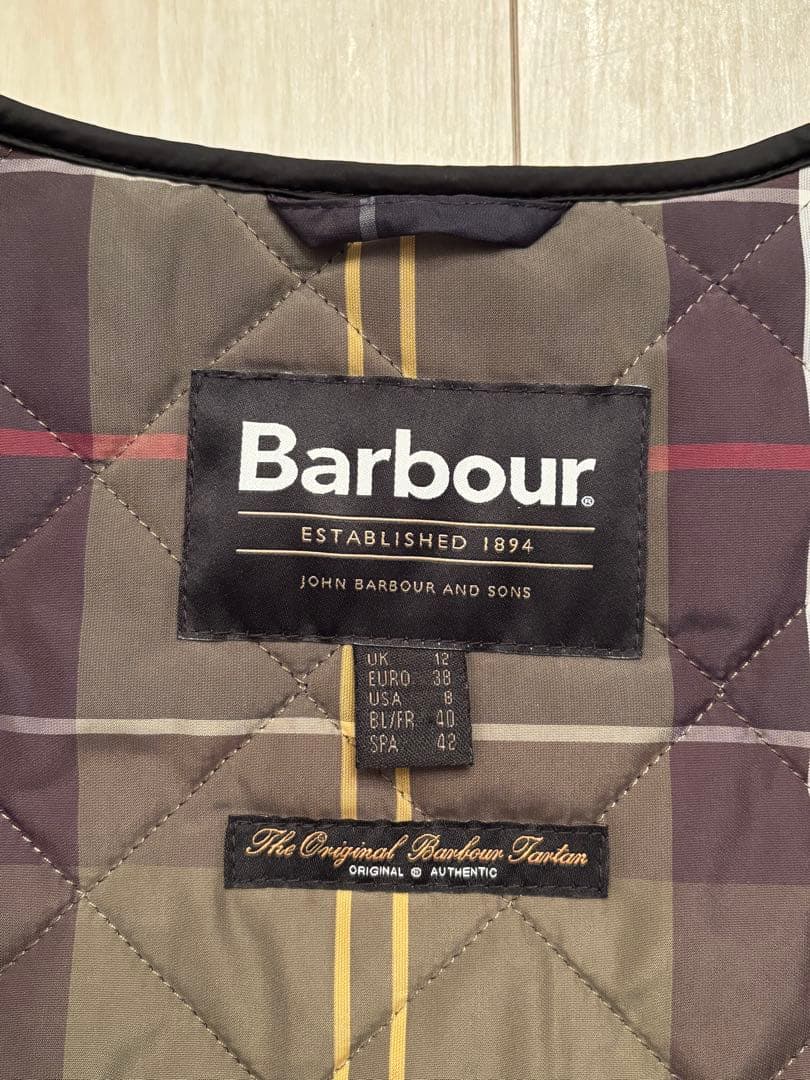 Barbour®
ESTABLISHED 1894
JOHN BARBOUR AND SONS
UK 12
EURO 38
USA 8
BL/FR 40
SPA 42
The Original Barbour Tartan
ORIGINAL ® AUTHENTIC